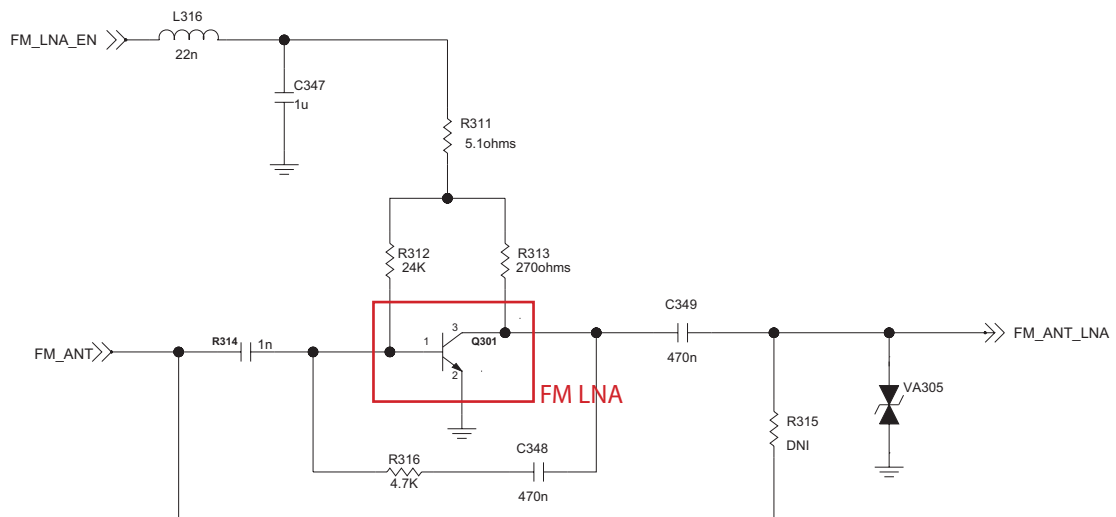 L316
FM_LNA_EN
22n
C347
1u
R311
5.1ohms
R312
24K
R313
270ohms
C349
470n
FM_ANT
R314
1n
1
3
Q301
2
FM LNA
FM_ANT_LNA
VA305
R315
DNI
R316
4.7K
C348
470n